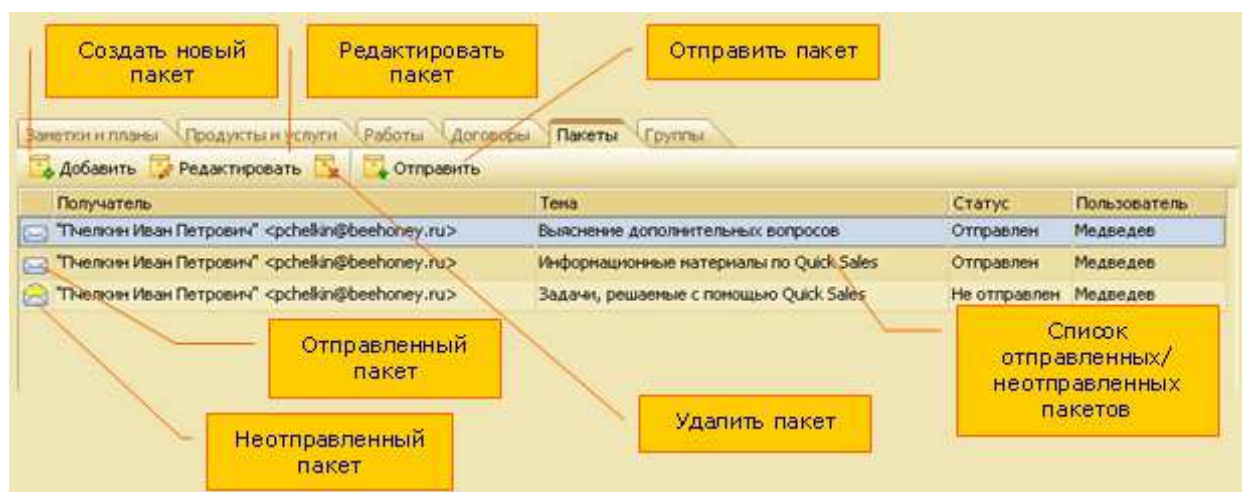 Создать новый
пакет
Редактировать
пакет
Отправить пакет
Заметки и планы Продукты и услуги Работы Договоры Пакеты Группы
Добавить Редактировать Отправить
Получатель Тема Статус Пользователь
"Пчелкин Иван Петрович" <pchelkin@beehoney.ru> Выяснение дополнительных вопросов Отправлен Медведев
"Пчелкин Иван Петрович" <pchelkin@beehoney.ru> Информационные материалы по Quick Sales Отправлен Медведев
"Пчелкин Иван Петрович" <pchelkin@beehoney.ru> Задачи, решаемые с помощью Quick Sales Не отправлен Медведев
Отправленный
пакет
Список
отправленных/
неотправленных
пакетов
Удалить пакет
Неотправленный
пакет